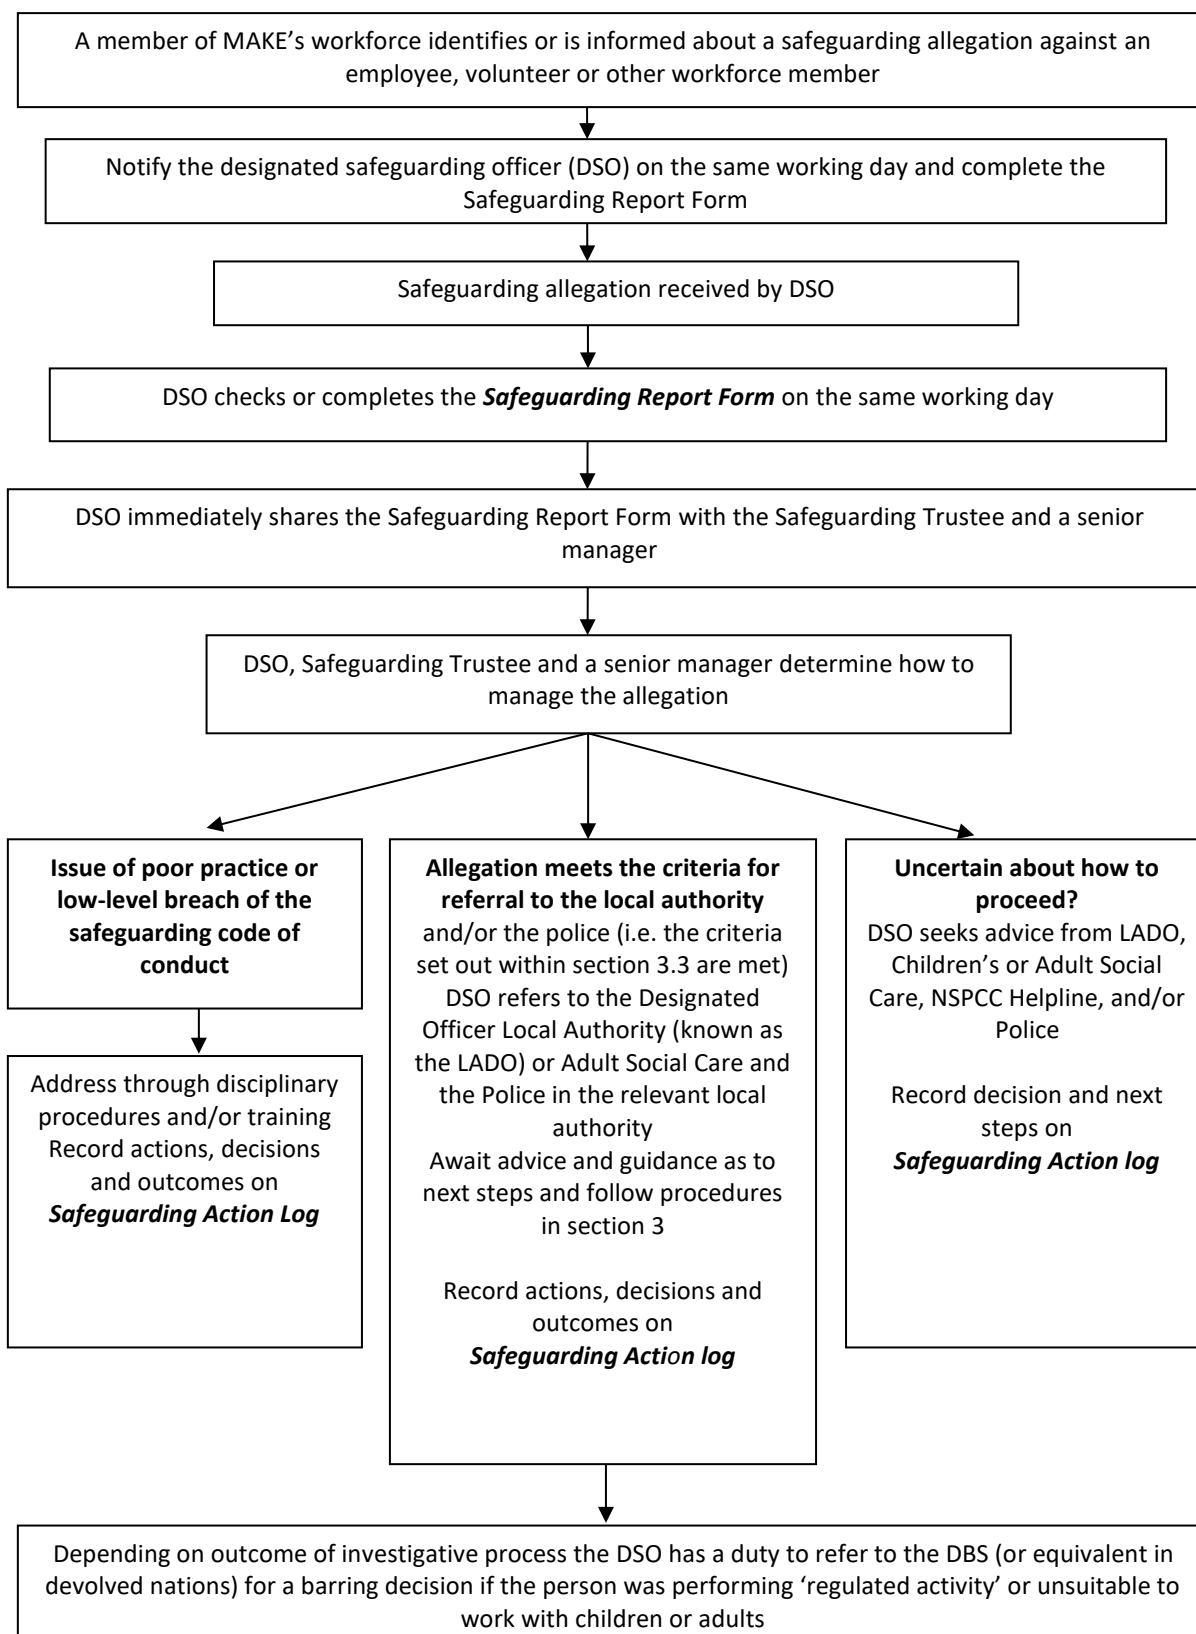 A member of MAKE’s workforce identifies or is informed about a safeguarding allegation against an
employee, volunteer or other workforce member
Notify the designated safeguarding officer (DSO) on the same working day and complete the
Safeguarding Report Form
Safeguarding allegation received by DSO
DSO checks or completes the Safeguarding Report Form on the same working day
DSO immediately shares the Safeguarding Report Form with the Safeguarding Trustee and a senior
manager
DSO, Safeguarding Trustee and a senior manager determine how to
manage the allegation
Issue of poor practice or
low-level breach of the
safeguarding code of
conduct
Address through disciplinary
procedures and/or training
Record actions, decisions
and outcomes on
Safeguarding Action Log
Allegation meets the criteria for
referral to the local authority
and/or the police (i.e. the criteria
set out within section 3.3 are met)
DSO refers to the Designated
Officer Local Authority (known as
the LADO) or Adult Social Care and
the Police in the relevant local
authority
Await advice and guidance as to
next steps and follow procedures
in section 3
Record actions, decisions and
outcomes on
Safeguarding Action log
Uncertain about how to
proceed?
DSO seeks advice from LADO,
Children’s or Adult Social
Care, NSPCC Helpline, and/or
Police
Record decision and next
steps on
Safeguarding Action log
Depending on outcome of investigative process the DSO has a duty to refer to the DBS (or equivalent in
devolved nations) for a barring decision if the person was performing ‘regulated activity’ or unsuitable to
work with children or adults